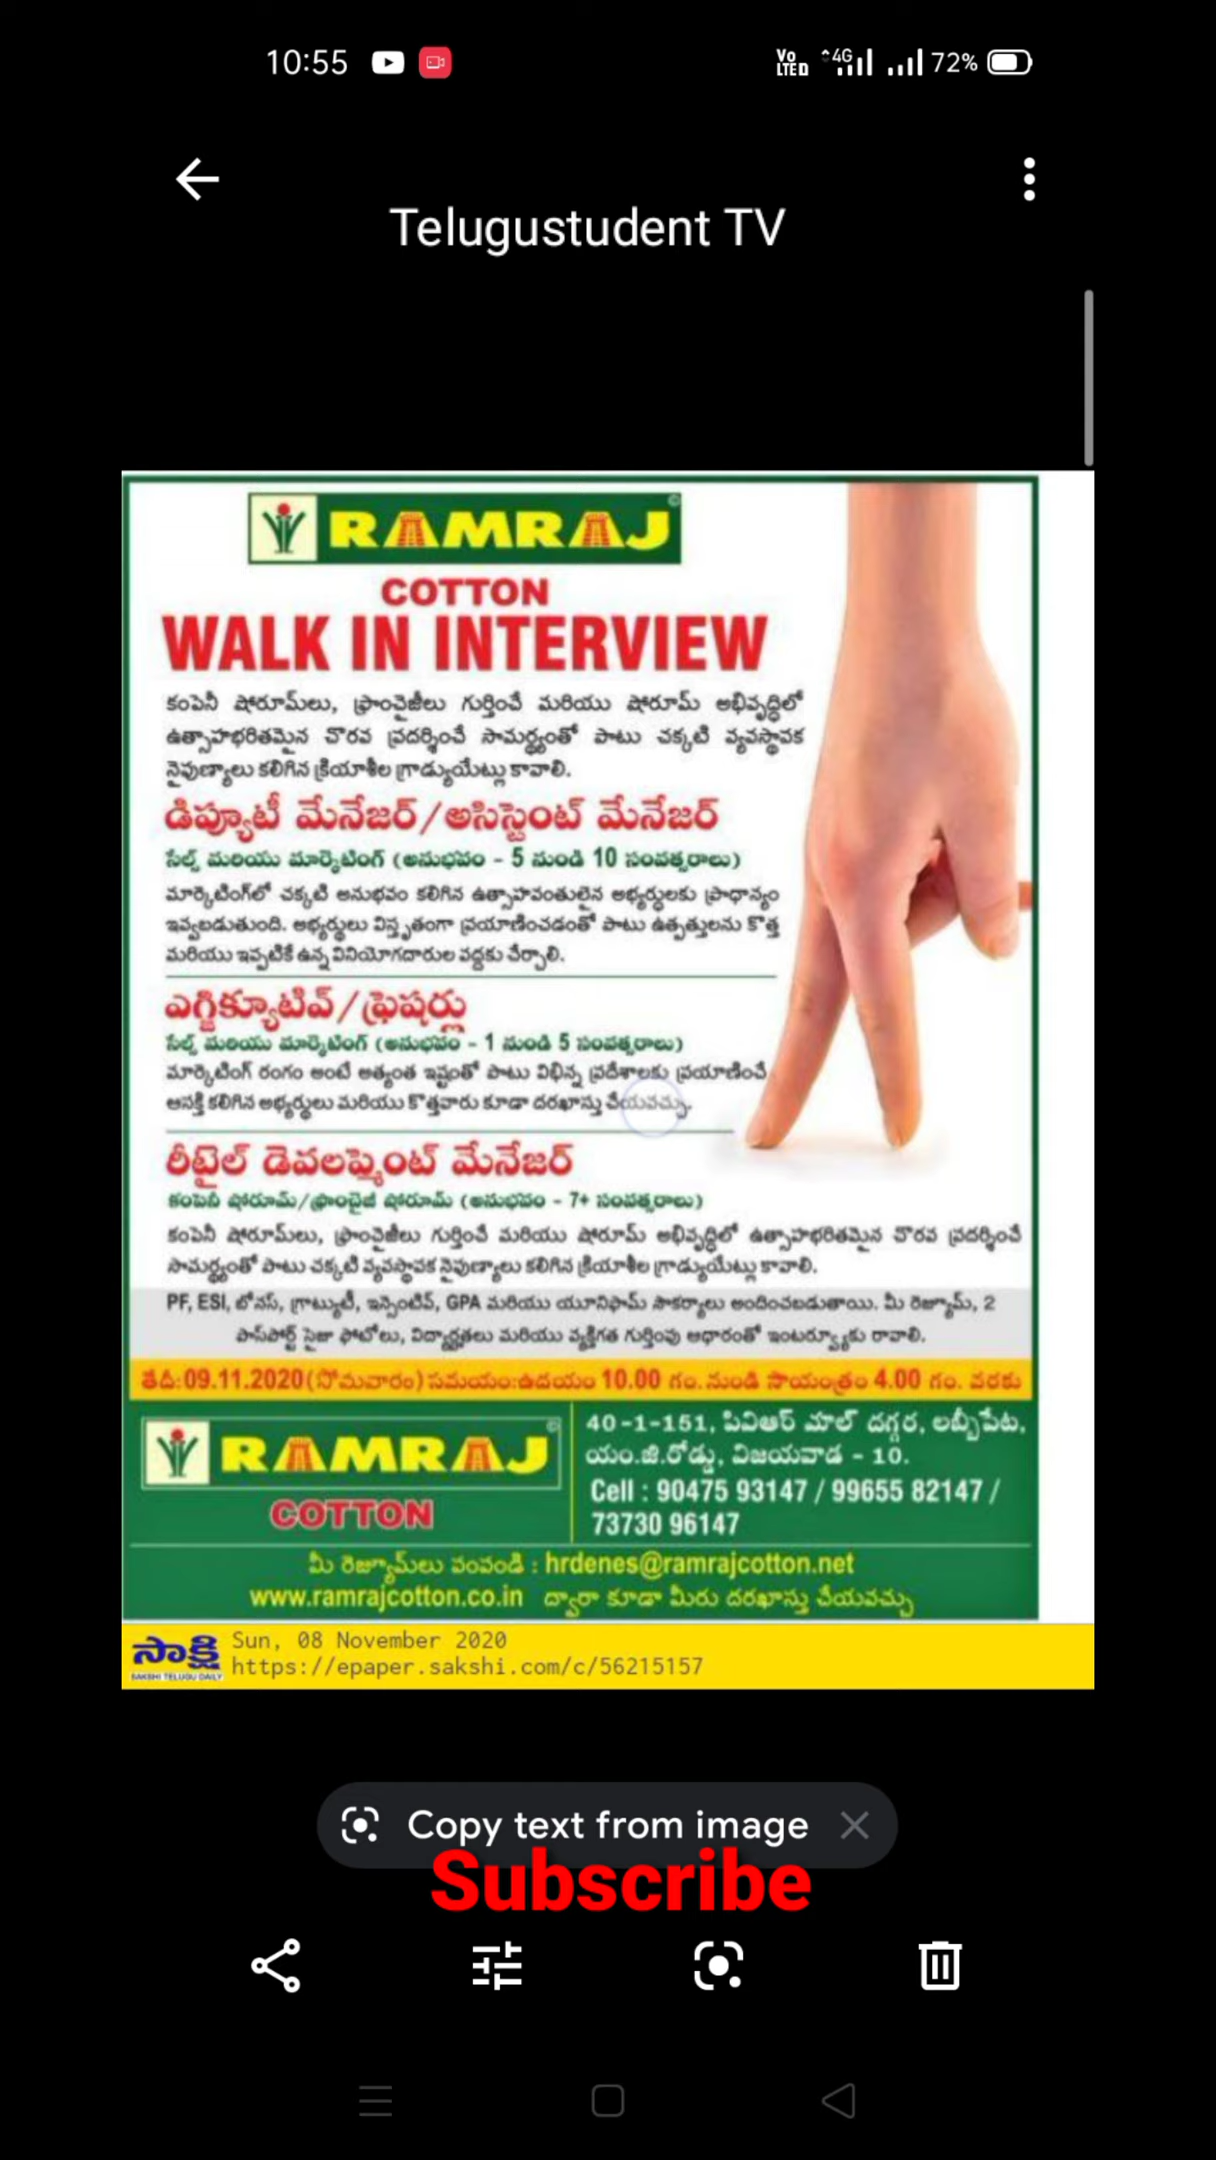 10:55
Vo LTED 4G 72%
Telugustudent TV
RAMRAJ
COTTON
WALK IN INTERVIEW
కంపెనీ షోరూమ్‌లు, ఫ్రాంచైజీలు గుర్తించే మరియు షోరూమ్ అభివృద్ధిలో
ఉత్సాహభరితమైన చొరవ ప్రదర్శించే సామర్థ్యంతో పాటు చక్కటి వ్యవస్థాపక
నైపుణ్యాలు కలిగిన క్రియాశీల గ్రాడ్యుయేట్లు కావాలి.
డిప్యూటీ మేనేజర్/అసిస్టెంట్ మేనేజర్
సేల్స్ మరియు మార్కెటింగ్ (అనుభవం - 5 నుండి 10 సంవత్సరాలు)
మార్కెటింగ్‌లో చక్కటి అనుభవం కలిగిన ఉత్సాహవంతులైన అభ్యర్థులకు ప్రాధాన్యం
ఇవ్వబడుతుంది. అభ్యర్థులు విస్తృతంగా ప్రయాణించడంతో పాటు ఉత్పత్తులను కొత్త
మరియు ఇప్పటికే ఉన్న వినియోగదారుల వద్దకు చేర్చాలి.
ఎగ్జిక్యూటివ్/ఫ్రెషర్లు
సేల్స్ మరియు మార్కెటింగ్ (అనుభవం - 1 నుండి 5 సంవత్సరాలు)
మార్కెటింగ్ రంగం అంటే అత్యంత ఇష్టంతో పాటు విభిన్న ప్రదేశాలకు ప్రయాణించే
ఆసక్తి కలిగిన అభ్యర్థులు మరియు కొత్తవారు కూడా దరఖాస్తు చేయవచ్చు.
రీటైల్ డెవలప్మెంట్ మేనేజర్
కంపెనీ షోరూమ్/ఫ్రాంచైజీ షోరూమ్ (అనుభవం - 7+ సంవత్సరాలు)
కంపెనీ షోరూమ్‌లు, ఫ్రాంచైజీలు గుర్తించే మరియు షోరూమ్ అభివృద్ధిలో ఉత్సాహభరితమైన చొరవ ప్రదర్శించే
సామర్థ్యంతో పాటు చక్కటి వ్యవస్థాపక నైపుణ్యాలు కలిగిన క్రియాశీల గ్రాడ్యుయేట్లు కావాలి.
PF, ESI, బోనస్, గ్రాట్యుటీ, ఇన్సెంటివ్, GPA మరియు యూనిఫామ్ సౌకర్యాలు అందించబడుతాయి. మీ రెజ్యూమ్, 2
పాస్‌పోర్ట్ సైజు ఫోటోలు, విద్యార్హతలు మరియు వ్యక్తిగత గుర్తింపు ఆధారంతో ఇంటర్వ్యూకు రావాలి.
తేదీ:09.11.2020(సోమవారం) సమయం:ఉదయం 10.00 గం. నుండి సాయంత్రం 4.00 గం. వరకు
RAMRAJ
COTTON
40-1-151, పివిఆర్ మాల్ దగ్గర, లబ్బీపేట,
యం.జి.రోడ్డు, విజయవాడ - 10.
Cell : 90475 93147 / 99655 82147 /
73730 96147
మీ రెజ్యూమ్‌లు పంపండి : hrdenes@ramrajcotton.net
www.ramrajcotton.co.in ద్వారా కూడా మీరు దరఖాస్తు చేయవచ్చు
సాక్షి
SAKSHI TELUGU DAILY
Sun, 08 November 2020
https://epaper.sakshi.com/c/56215157
Copy text from image
Subscribe